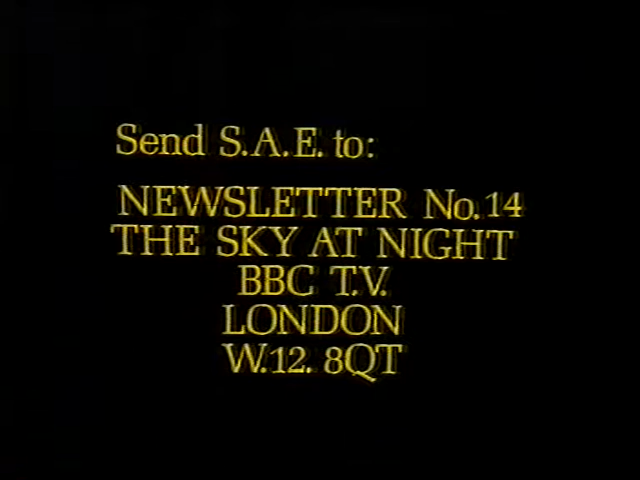 Send S.A.E. to:
NEWSLETTER No.14
THE SKY AT NIGHT
BBC T.V.
LONDON
W.12. 8QT